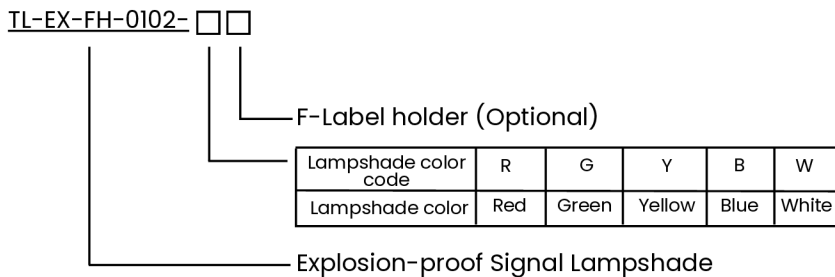 TL-EX-FH-0102-
F-Label holder (Optional)
Lampshade color code R G Y B W
Lampshade color Red Green Yellow Blue White
Explosion-proof Signal Lampshade